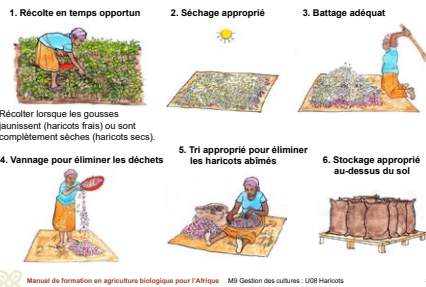 1. Récolte en temps opportun
2. Séchage approprié
3. Battage adéquat
Récolter lorsque les gousses
jaunissent (haricots frais) ou sont
complètement sèches (haricots secs).
4. Vannage pour éliminer les déchets
5. Tri approprié pour éliminer
les haricots abîmés
6. Stockage approprié
au-dessus du sol
Manuel de formation en agriculture biologique pour l'Afrique M9 Gestion des cultures : U08 Haricots